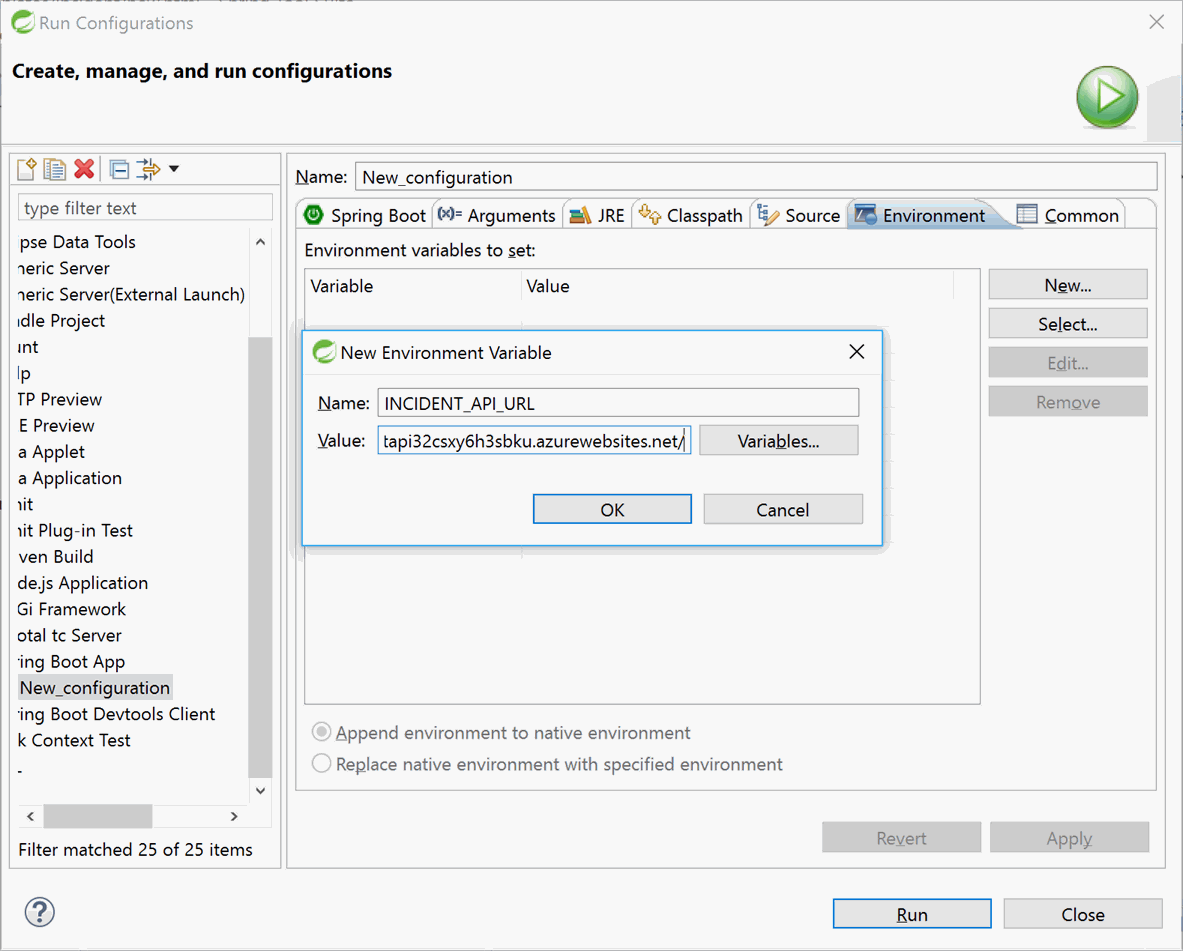 Run Configurations
Create, manage, and run configurations
type filter text
pse Data Tools
neric Server
neric Server(External Launch)
dle Project
unt
lp
TP Preview
E Preview
a Applet
a Application
nit
nit Plug-in Test
ven Build
de.js Application
Gi Framework
otal tc Server
ring Boot App
New_configuration
ring Boot Devtools Client
k Context Test
Filter matched 25 of 25 items
Name: New_configuration
Spring Boot (x)= Arguments JRE Classpath Source Environment Common
Environment variables to set:
Variable Value
New...
Select...
Edit...
Remove
New Environment Variable
Name: INCIDENT_API_URL
Value: tapi32csxy6h3sbku.azurewebsites.net/ Variables...
OK Cancel
Append environment to native environment
Replace native environment with specified environment
Revert Apply
Run Close